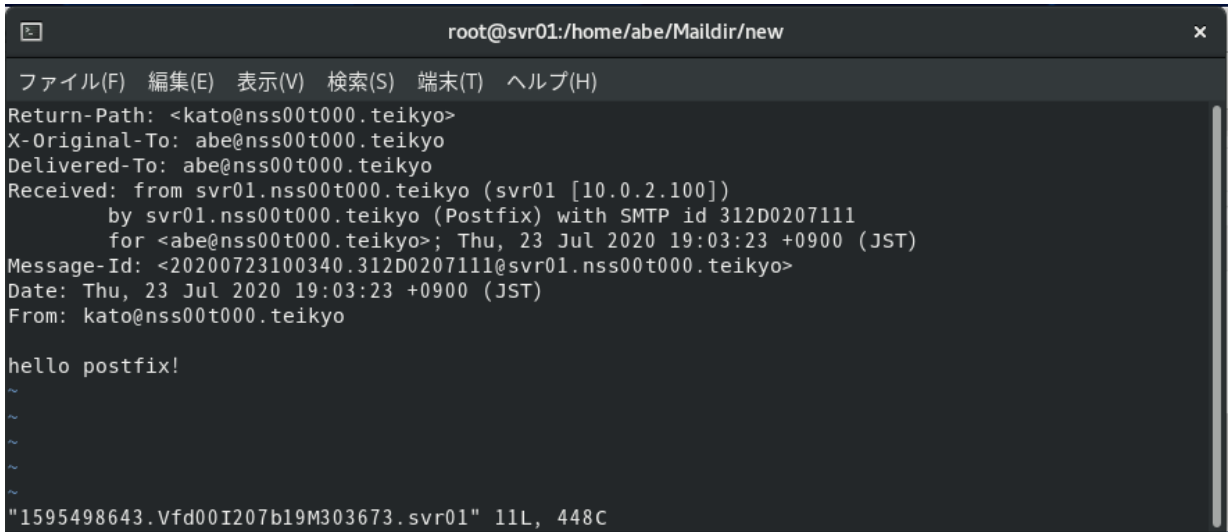 root@svr01:/home/abe/Maildir/new
ファイル(F) 編集(E) 表示(V) 検索(S) 端末(T) ヘルプ(H)
Return-Path: <kato@nss00t000.teikyo>
X-Original-To: abe@nss00t000.teikyo
Delivered-To: abe@nss00t000.teikyo
Received: from svr01.nss00t000.teikyo (svr01 [10.0.2.100])
        by svr01.nss00t000.teikyo (Postfix) with SMTP id 312D0207111
        for <abe@nss00t000.teikyo>; Thu, 23 Jul 2020 19:03:23 +0900 (JST)
Message-Id: <20200723100340.312D0207111@svr01.nss00t000.teikyo>
Date: Thu, 23 Jul 2020 19:03:23 +0900 (JST)
From: kato@nss00t000.teikyo

hello postfix!
~
~
~
~
~
"1595498643.Vfd00I207b19M303673.svr01" 11L, 448C